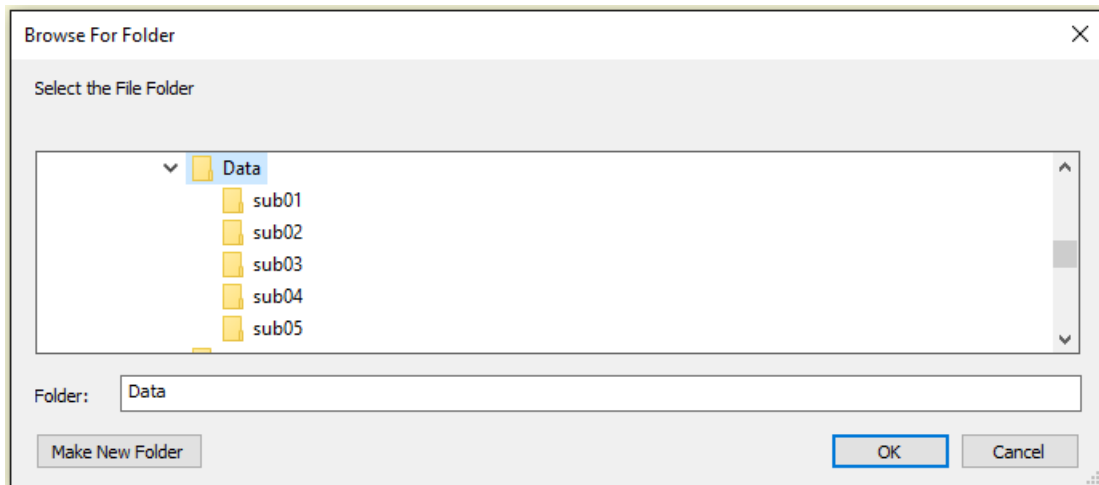 Browse For Folder
Select the File Folder
Data
sub01
sub02
sub03
sub04
sub05
Folder: Data
Make New Folder OK Cancel